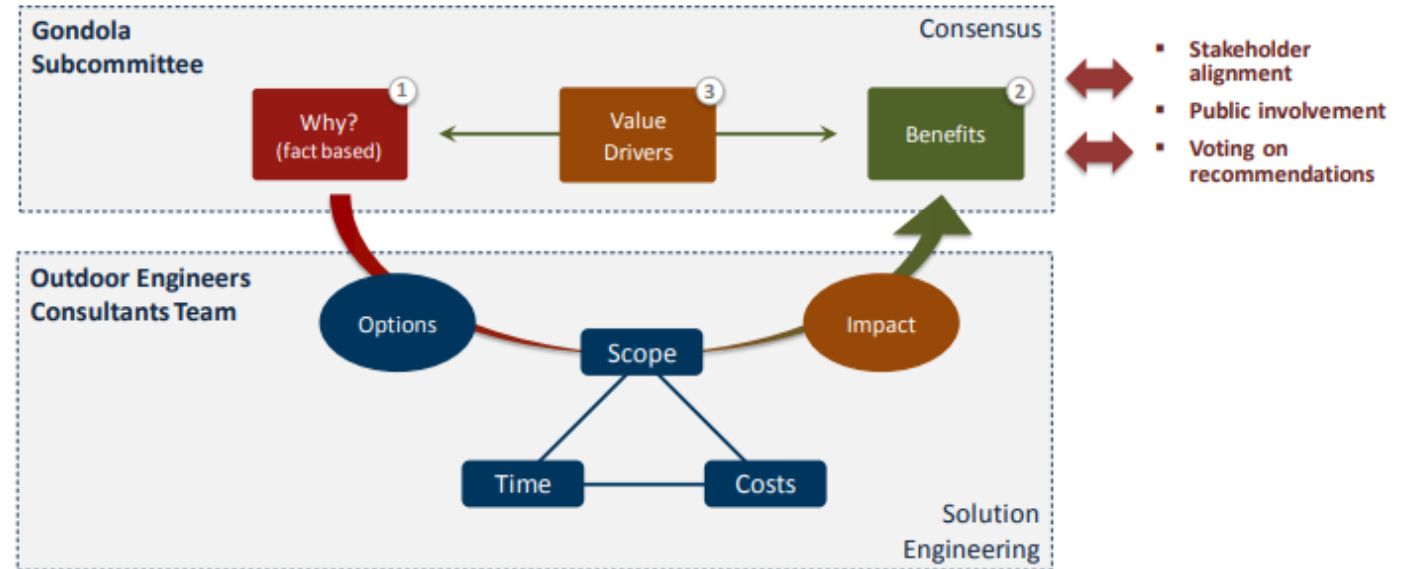 Gondola
Subcommittee
Consensus
1
Why?
(fact based)
3
Value
Drivers
2
Benefits
▪ Stakeholder
alignment
▪ Public involvement
▪ Voting on
recommendations
Outdoor Engineers
Consultants Team
Options
Scope
Impact
Time
Costs
Solution
Engineering